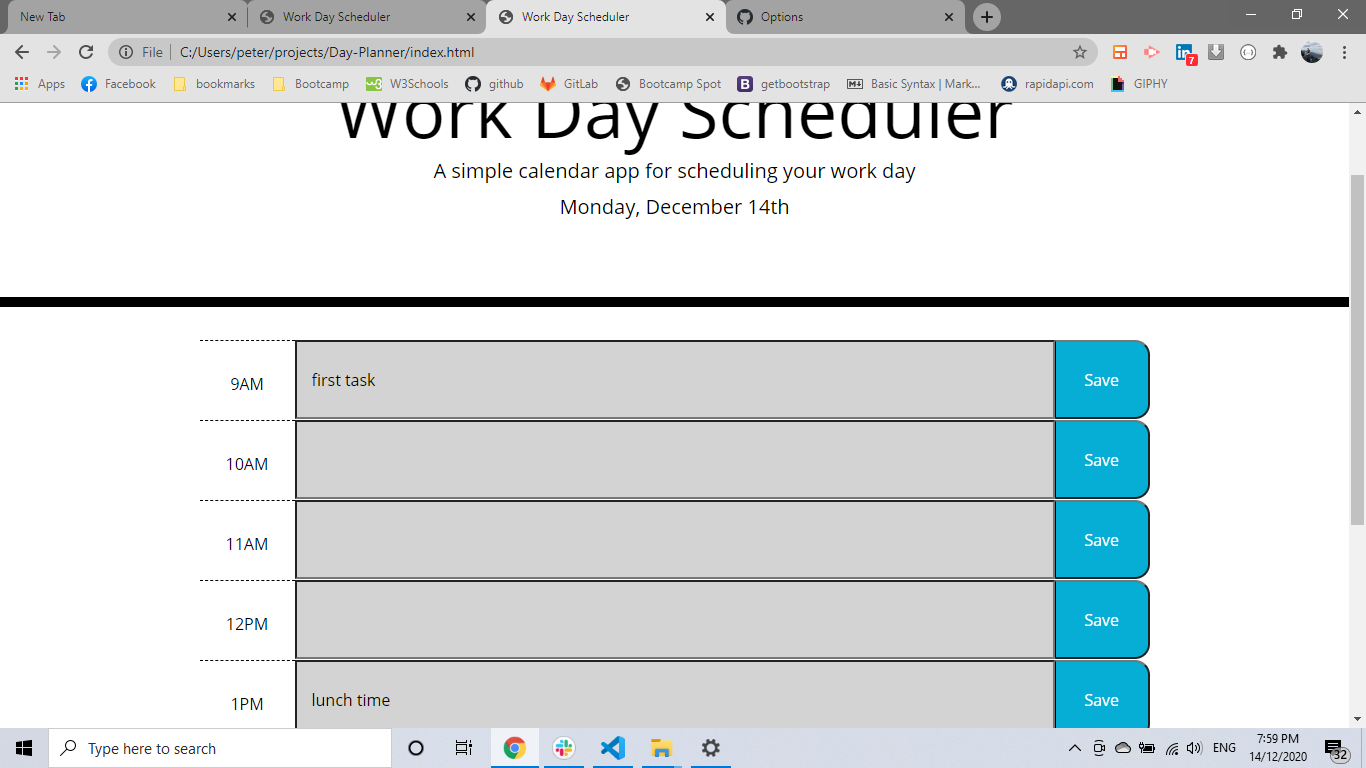 New Tab
Work Day Scheduler
Work Day Scheduler
Options
File
C:/Users/peter/projects/Day-Planner/index.html
7
Apps
Facebook
bookmarks
Bootcamp
W3Schools
github
GitLab
Bootcamp Spot
getbootstrap
Basic Syntax | Mark...
rapidapi.com
GIPHY
Work Day Scheduler
A simple calendar app for scheduling your work day
Monday, December 14th
9AM first task Save
10AM Save
11AM Save
12PM Save
1PM lunch time Save
Type here to search
ENG
7:59 PM
14/12/2020
32